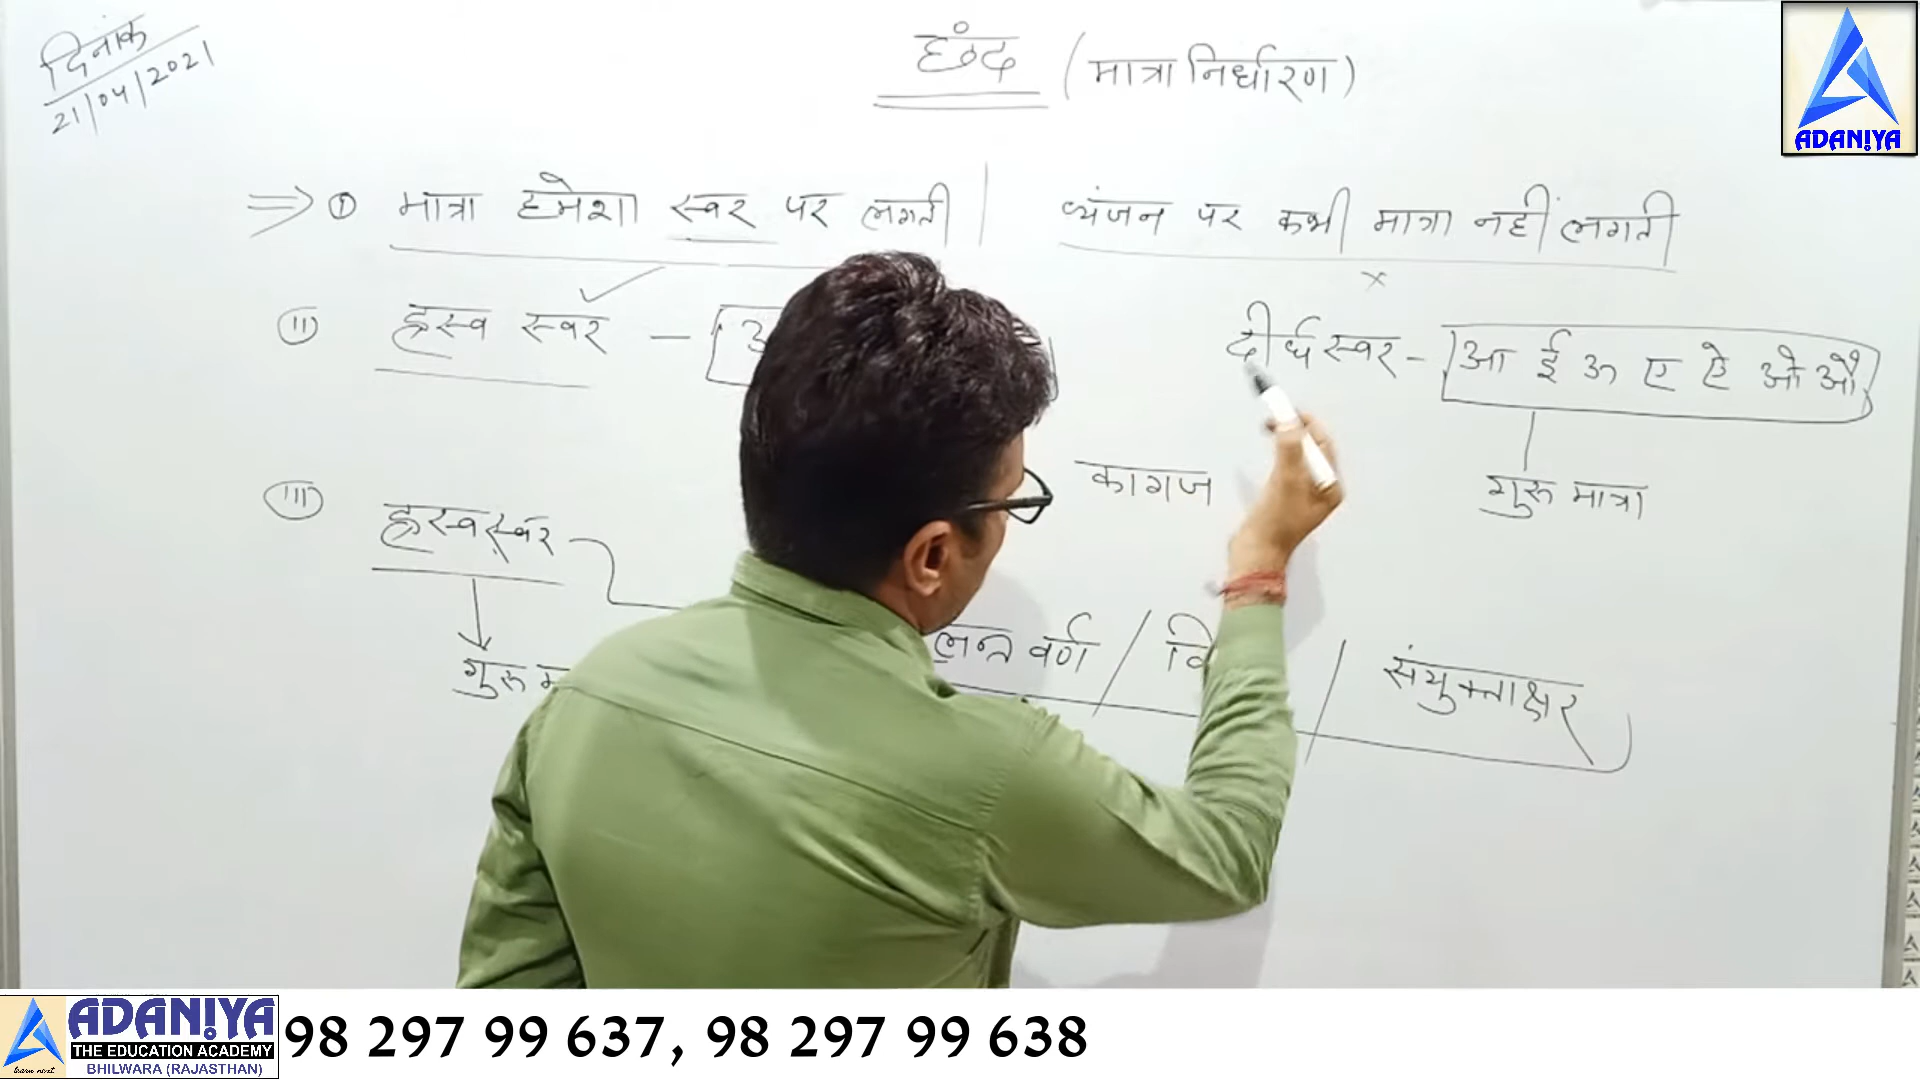 दिनांक
21/04/2021
छंद (मात्रा निर्धारण)
ADANIYA
⇒ ① मात्रा हमेशा स्वर पर लगती | व्यंजन पर कभी मात्रा नहीं लगती
×
(II) ह्रस्व स्वर –
दीर्घ स्वर – आ ई ऊ ए ऐ ओ औ
गुरु मात्रा
कागज
(III) ह्रस्व स्वर
गुरु
वर्ण / / संयुक्ताक्षर
ADANIYA
THE EDUCATION ACADEMY
learn next BHILWARA (RAJASTHAN)
98 297 99 637, 98 297 99 638